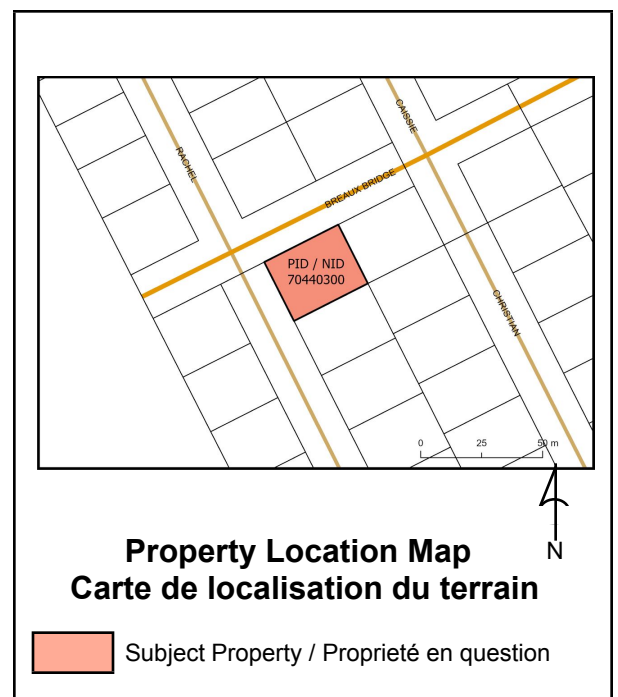 CAISSIE
RACHEL
BREAUX BRIDGE
PID / NID
70440300
CHRISTIAN
0 25 50 m
N
Property Location Map
Carte de localisation du terrain
Subject Property / Proprieté en question